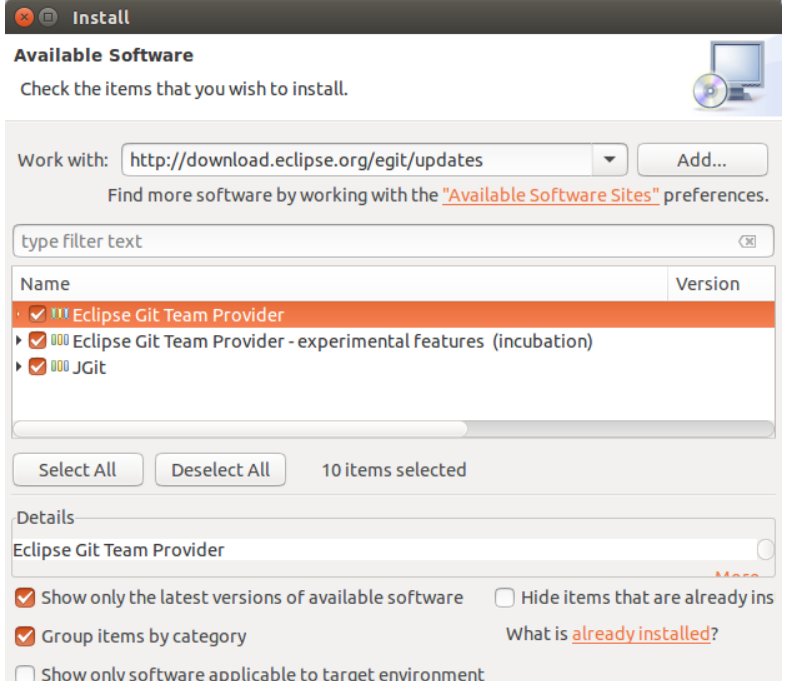 Install
Available Software
Check the items that you wish to install.
Work with: http://download.eclipse.org/egit/updates Add...
Find more software by working with the "Available Software Sites" preferences.
type filter text
Name Version
Eclipse Git Team Provider
Eclipse Git Team Provider - experimental features (incubation)
JGit
Select All Deselect All 10 items selected
Details
Eclipse Git Team Provider
More...
Show only the latest versions of available software Hide items that are already ins
Group items by category What is already installed?
Show only software applicable to target environment